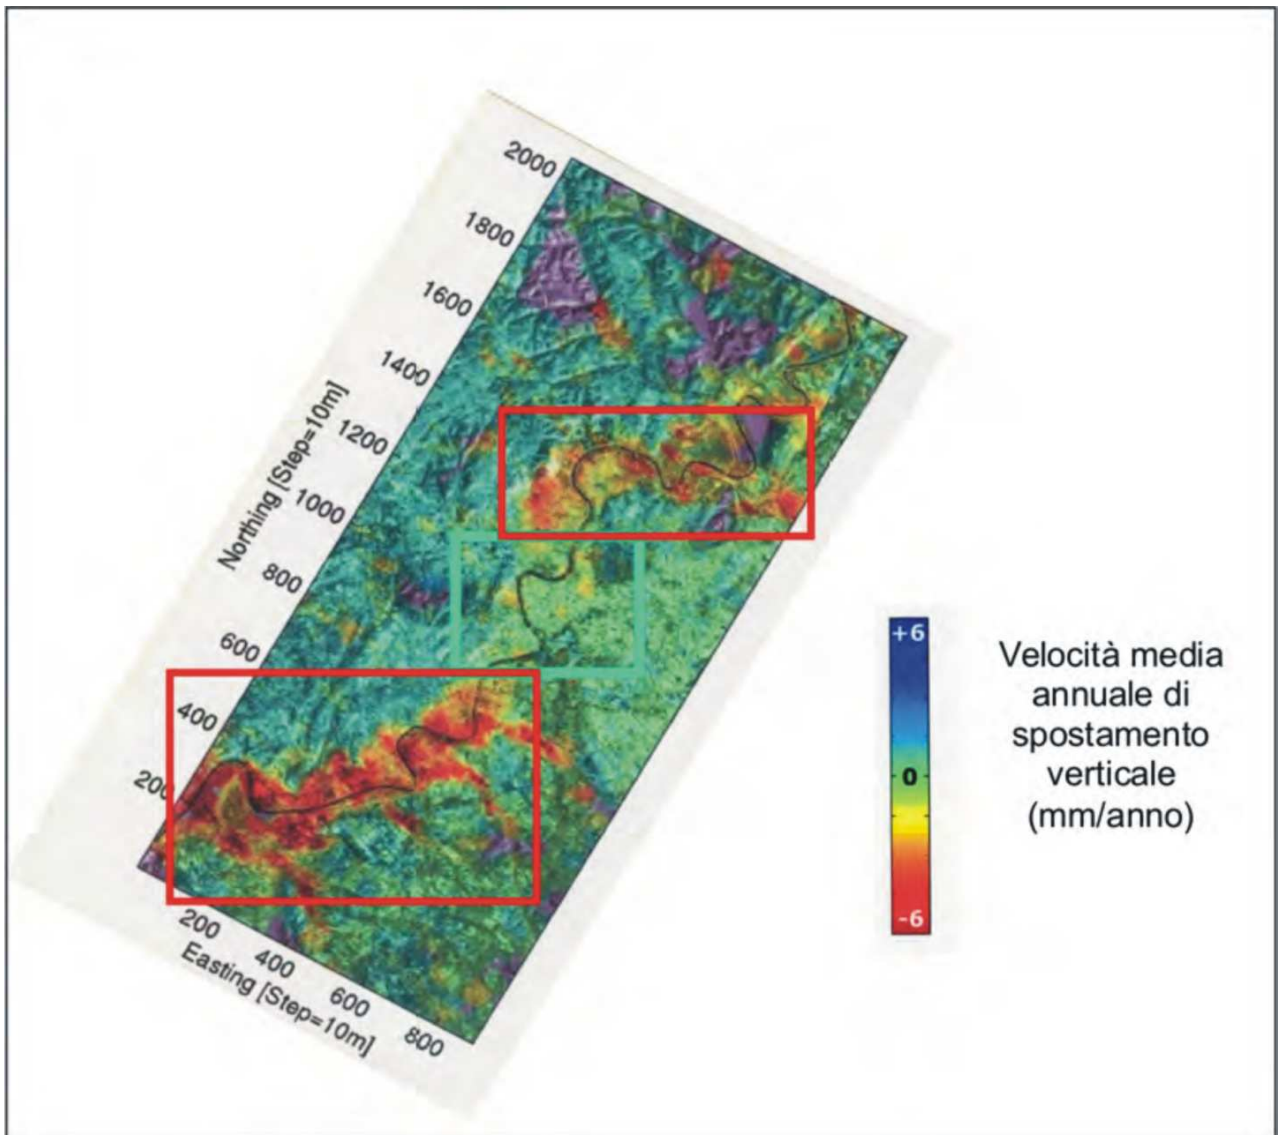 2000
1800
1600
1400
1200
1000
800
600
400
200
Northing [Step=10m]
200
400
600
800
Easting [Step=10m]
+6
0
-6
Velocità media
annuale di
spostamento
verticale
(mm/anno)